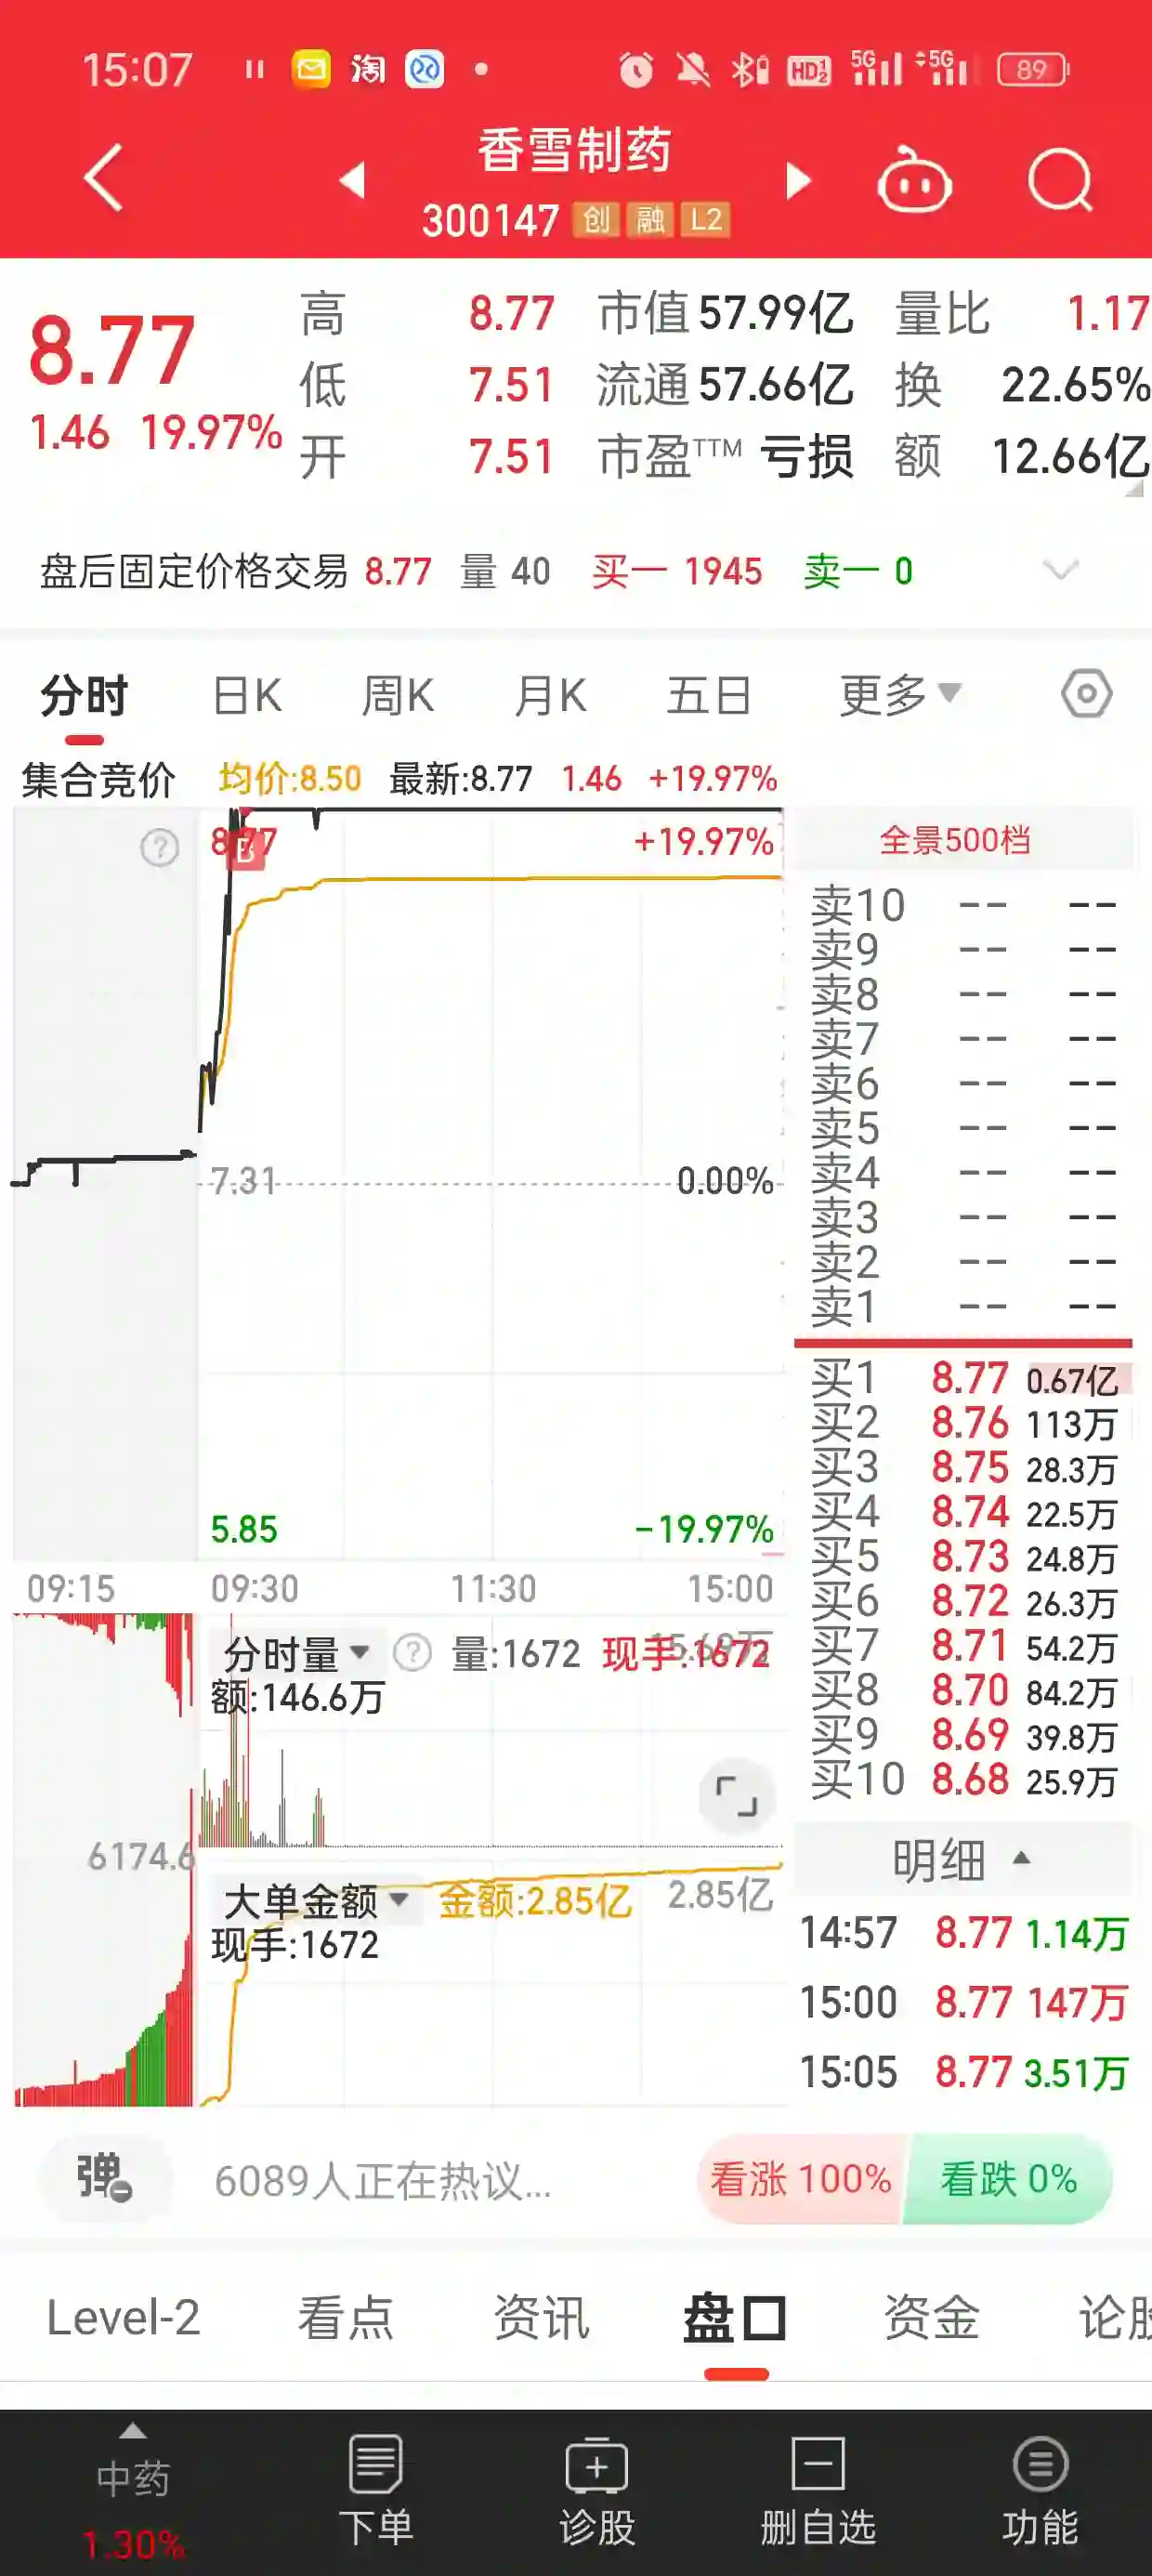 15:07 淘 HD 1 2 5G 5G 89
香雪制药
300147 创 融 L2
8.77
1.46 19.97%
高 8.77 市值 57.99亿 量比 1.17
低 7.51 流通 57.66亿 换 22.65%
开 7.51 市盈TTM 亏损 额 12.66亿
盘后固定价格交易 8.77 量 40 买一 1945 卖一 0
分时 日K 周K 月K 五日 更多
集合竞价 均价:8.50 最新:8.77 1.46 +19.97%
? 8.77 B +19.97%
7.31 0.00%
5.85 -19.97%
09:15 09:30 11:30 15:00
分时量 ? 量:1672 现手:1672
额:146.6万
6174.6
大单金额 金额:2.85亿 2.85亿
现手:1672
全景500档
卖10 -- --
卖9 -- --
卖8 -- --
卖7 -- --
卖6 -- --
卖5 -- --
卖4 -- --
卖3 -- --
卖2 -- --
卖1 -- --
买1 8.77 0.67亿
买2 8.76 113万
买3 8.75 28.3万
买4 8.74 22.5万
买5 8.73 24.8万
买6 8.72 26.3万
买7 8.71 54.2万
买8 8.70 84.2万
买9 8.69 39.8万
买10 8.68 25.9万
明细
14:57 8.77 1.14万
15:00 8.77 147万
15:05 8.77 3.51万
弹 6089人正在热议... 看涨 100% 看跌 0%
Level-2 看点 资讯 盘口 资金 论股
中药 下单 诊股 删自选 功能
1.30%